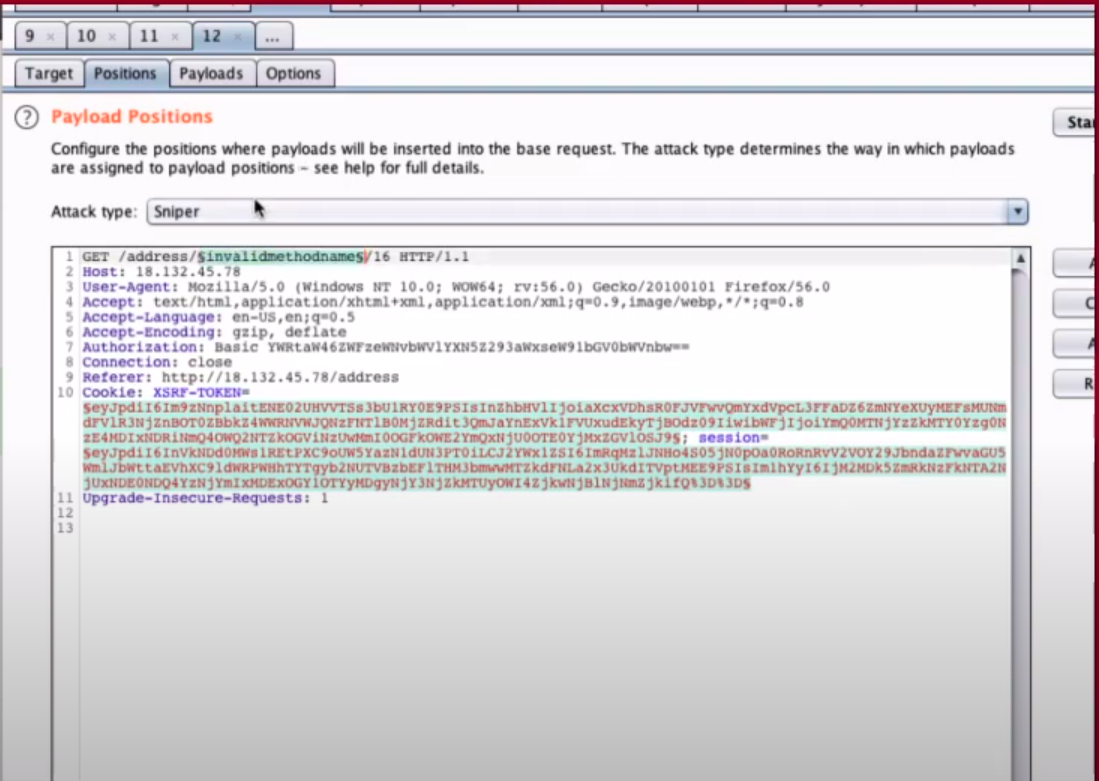 9 × 10 × 11 × 12 × ...
Target Positions Payloads Options
? Payload Positions
Sta
Configure the positions where payloads will be inserted into the base request. The attack type determines the way in which payloads
are assigned to payload positions – see help for full details.
Attack type: Sniper
1 GET /address/§invalidmethodname§/16 HTTP/1.1
2 Host: 18.132.45.78
3 User-Agent: Mozilla/5.0 (Windows NT 10.0; WOW64; rv:56.0) Gecko/20100101 Firefox/56.0
4 Accept: text/html,application/xhtml+xml,application/xml;q=0.9,image/webp,*/*;q=0.8
5 Accept-Language: en-US,en;q=0.5
6 Accept-Encoding: gzip, deflate
7 Authorization: Basic
8 Connection: close
9 Referer: http://18.132.45.78/address
10 Cookie: XSRF-TOKEN=
session=
11 Upgrade-Insecure-Requests: 1
12
13